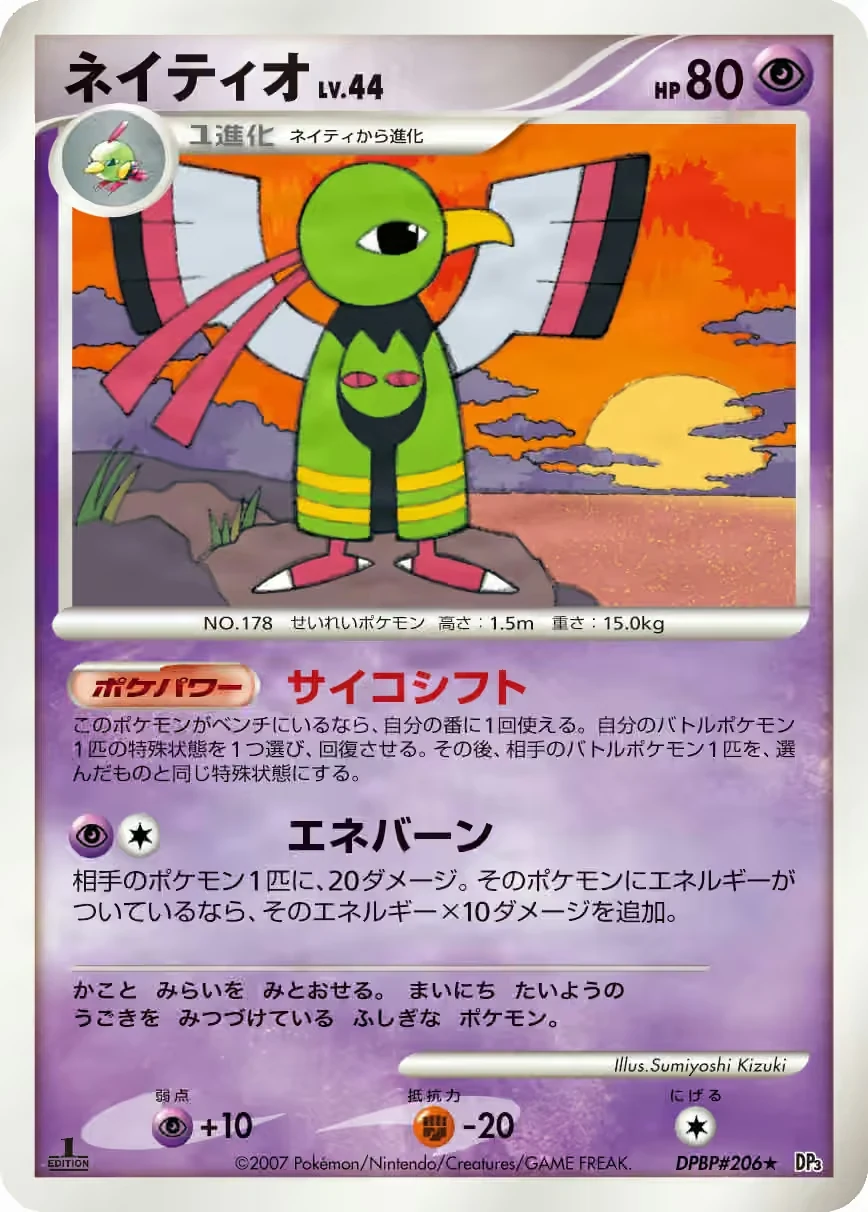 ネイティオ LV.44
HP 80
1進化 ネイティから進化
NO.178 せいれいポケモン 高さ：1.5m 重さ：15.0kg
ポケパワー サイコシフト
このポケモンがベンチにいるなら、自分の番に1回使える。自分のバトルポケモン
1匹の特殊状態を1つ選び、回復させる。その後、相手のバトルポケモン1匹を、選
んだものと同じ特殊状態にする。
エネバーン
相手のポケモン1匹に、20ダメージ。そのポケモンにエネルギーが
ついているなら、そのエネルギー×10ダメージを追加。
かこと みらいを みとおせる。 まいにち たいようの
うごきを みつづけている ふしぎな ポケモン。
Illus.Sumiyoshi Kizuki
弱点 抵抗力 にげる
+10 -20
1 EDITION
©2007 Pokémon/Nintendo/Creatures/GAME FREAK. DPBP#206★ DP3